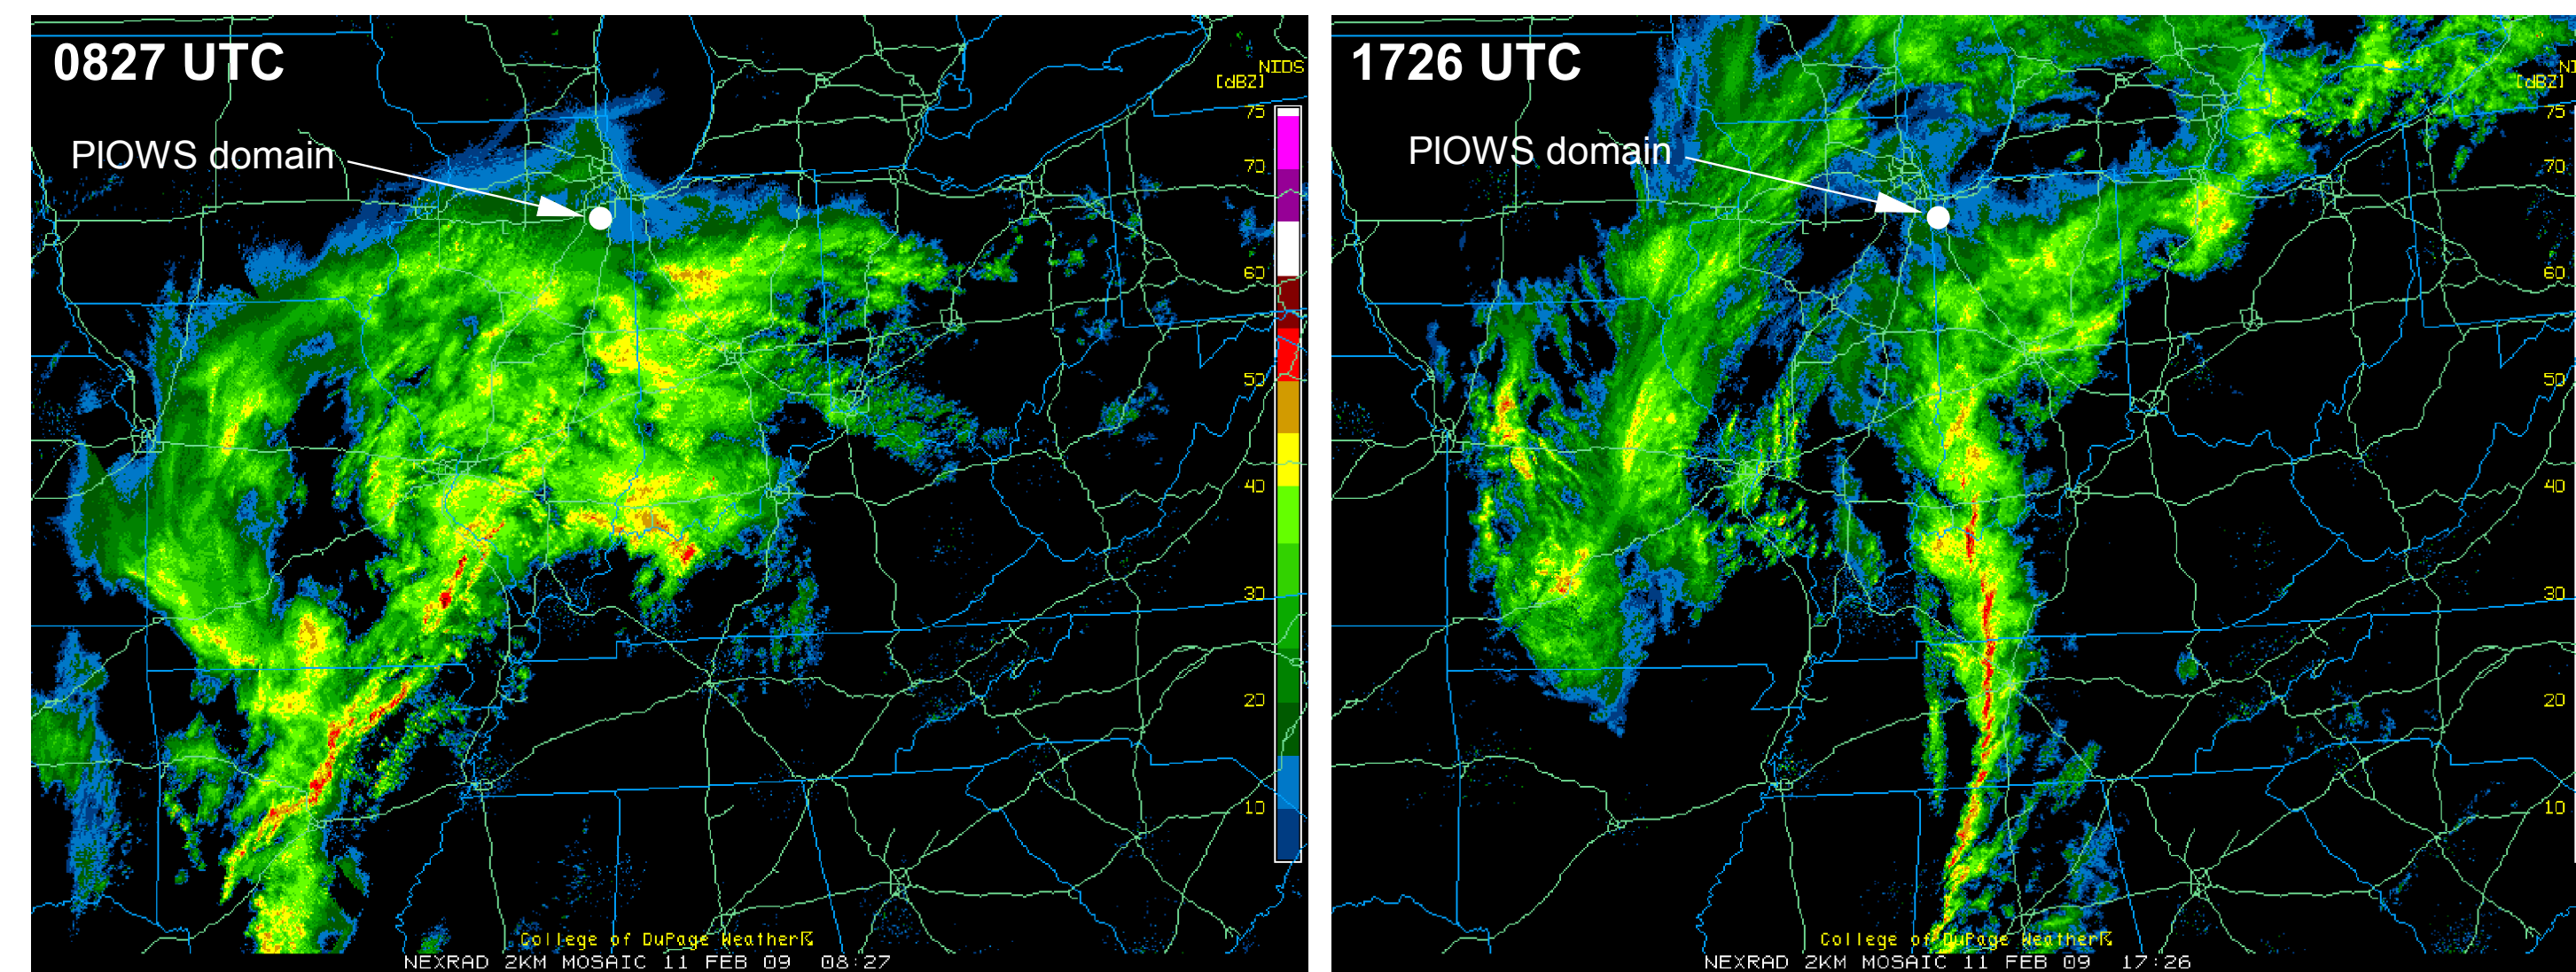 0827 UTC
PIOWS domain
NIDS
[dBZ]
75
70
60
50
40
30
20
10
College of DuPage Weather
NEXRAD 2KM MOSAIC 11 FEB 09 08:27
1726 UTC
PIOWS domain
NI
[dBZ]
75
70
60
50
40
30
20
10
College of DuPage Weather
NEXRAD 2KM MOSAIC 11 FEB 09 17:26